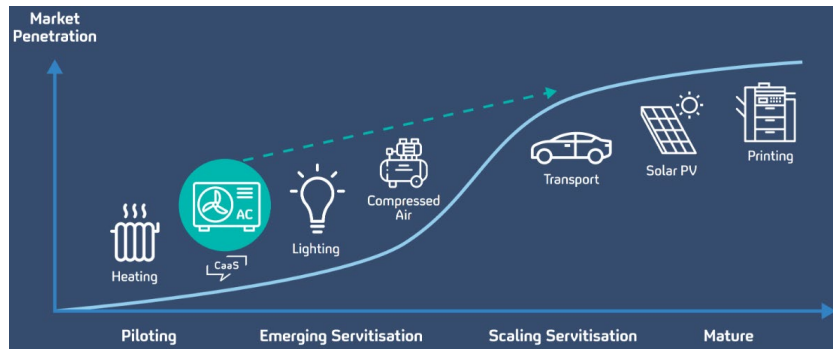 Market
Penetration
AC
CaaS
Heating
Lighting
Compressed
Air
Transport
Solar PV
Printing
Piloting
Emerging Servitisation
Scaling Servitisation
Mature